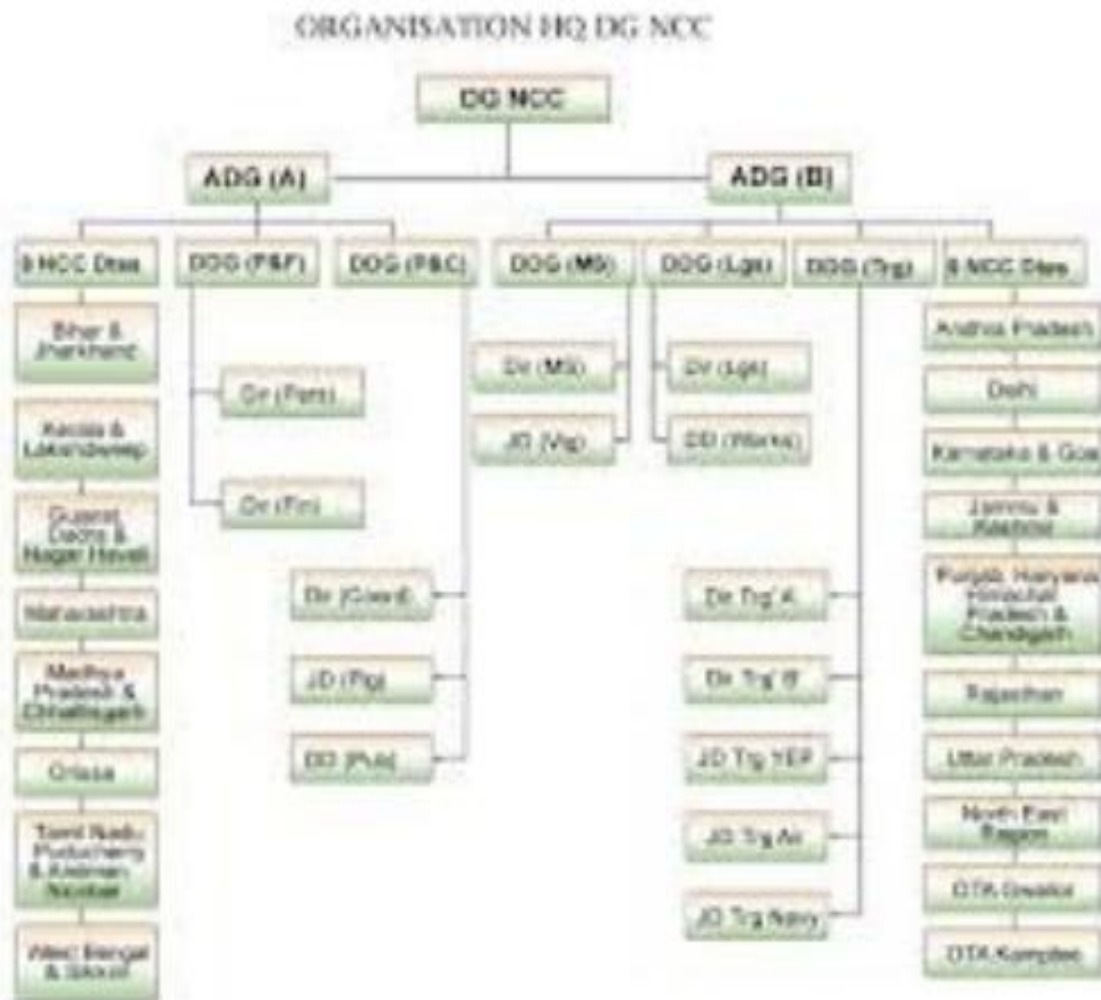 ORGANISATION HQ DG NCC
DG NCC
ADG (A)
ADG (B)
8 NCC Dtes
DDG (P&F)
DDG (P&C)
DDG (MS)
DDG (Lgs)
DDG (Trg)
8 NCC Dtes
Bihar &
Jharkhand
Kerala &
Lakshdweep
Gujarat,
Dadra &
Nagar Haveli
Maharashtra
Madhya
Pradesh &
Chhattisgarh
Orissa
Tamil Nadu
Puducherry
& Andman
Nicobar
West Bengal
& Sikkim
Dir (Pers)
Dir (Fin)
Dir (Coord)
JD (Plg)
DD (Pub)
Dir (MS)
JD (Vig)
Dir (Lgs)
DD (Works)
Dir Trg 'A'
Dir Trg 'B'
JD Trg YEP
JD Trg Air
JD Trg Navy
Andhra Pradesh
Delhi
Karnataka & Goa
Jammu &
Kashmir
Punjab, Haryana
Himachal
Pradesh &
Chandigarh
Rajasthan
Uttar Pradesh
North East
Region
OTA Gwalior
OTA Kamptee